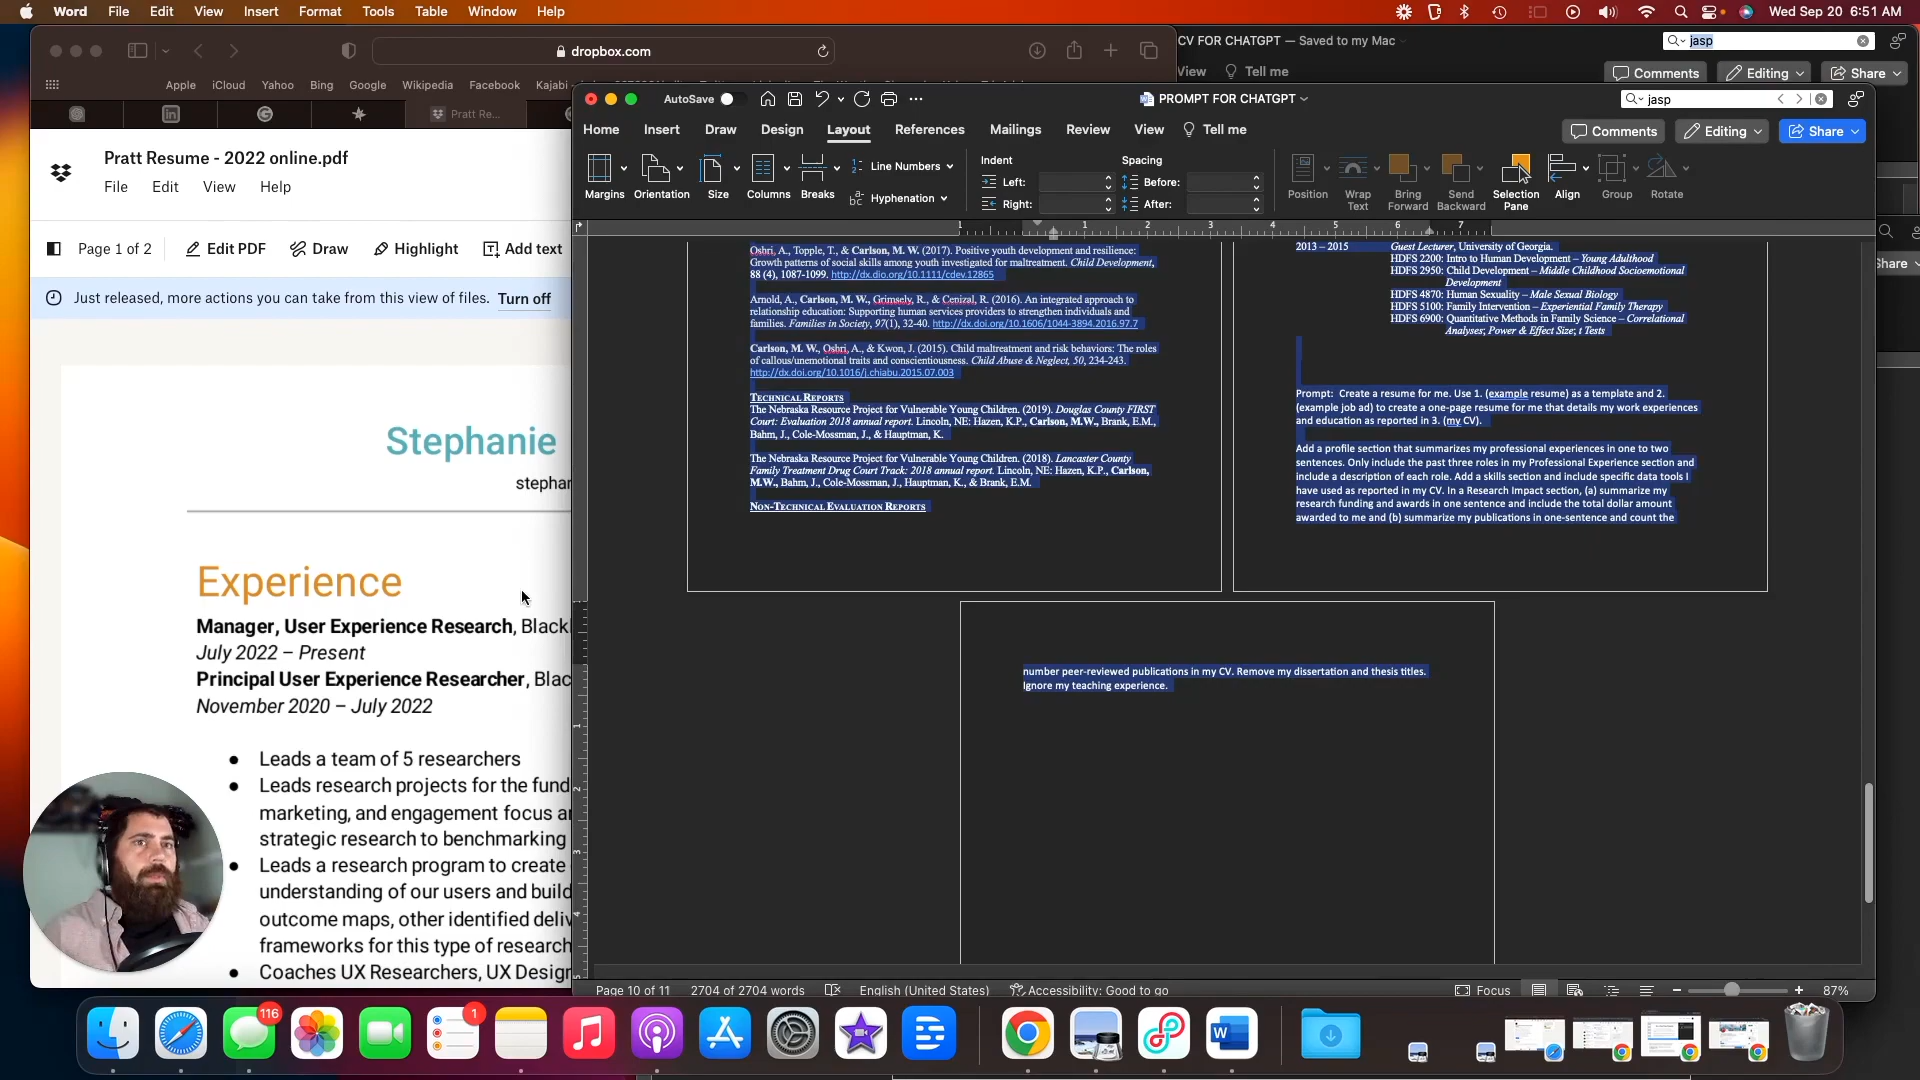 Word File Edit View Insert Format Tools Table Window Help
Wed Sep 20 6:51 AM
dropbox.com
CV FOR CHATGPT — Saved to my Mac
jasp
View Tell me
Comments Editing Share
Apple iCloud Yahoo Bing Google Wikipedia Facebook Kajabi
Pratt Re...
AutoSave
PROMPT FOR CHATGPT
jasp
Home Insert Draw Design Layout References Mailings Review View Tell me
Comments Editing Share
Margins Orientation Size Columns Breaks
Line Numbers
Hyphenation
Indent
Left:
Right:
Spacing
Before:
After:
Position Wrap Text Bring Forward Send Backward Selection Pane Align Group Rotate
Share
Pratt Resume - 2022 online.pdf
File Edit View Help
Page 1 of 2 Edit PDF Draw Highlight Add text
Just released, more actions you can take from this view of files. Turn off
Stephanie
stephan
Experience
Manager, User Experience Research, Black
July 2022 – Present
Principal User Experience Researcher, Blac
November 2020 – July 2022
● Leads a team of 5 researchers
● Leads research projects for the fund
marketing, and engagement focus a
strategic research to benchmarking
● Leads a research program to create
understanding of our users and build
outcome maps, other identified deliv
frameworks for this type of research
● Coaches UX Researchers, UX Design
1 1 2 3 4 5 6 7
Oshri, A., Topple, T., & Carlson, M. W. (2017). Positive youth development and resilience:
Growth patterns of social skills among youth investigated for maltreatment. Child Development,
88 (4), 1087-1099. http://dx.dio.org/10.1111/cdev.12865
Arnold, A., Carlson, M. W., Grimsely, R., & Cenizal, R. (2016). An integrated approach to
relationship education: Supporting human services providers to strengthen individuals and
families. Families in Society, 97(1), 32-40. http://dx.doi.org/10.1606/1044-3894.2016.97.7
Carlson, M. W., Oshri, A., & Kwon, J. (2015). Child maltreatment and risk behaviors: The roles
of callous/unemotional traits and conscientiousness. Child Abuse & Neglect, 50, 234-243.
http://dx.doi.org/10.1016/j.chiabu.2015.07.003
TECHNICAL REPORTS
The Nebraska Resource Project for Vulnerable Young Children. (2019). Douglas County FIRST
Court: Evaluation 2018 annual report. Lincoln, NE: Hazen, K.P., Carlson, M.W., Brank, E.M.,
Bahm, J., Cole-Mossman, J., & Hauptman, K.
The Nebraska Resource Project for Vulnerable Young Children. (2018). Lancaster County
Family Treatment Drug Court Track: 2018 annual report. Lincoln, NE: Hazen, K.P., Carlson,
M.W., Bahm, J., Cole-Mossman, J., Hauptman, K., & Brank, E.M.
NON-TECHNICAL EVALUATION REPORTS
2013 – 2015 Guest Lecturer, University of Georgia.
HDFS 2200: Intro to Human Development – Young Adulthood
HDFS 2950: Child Development – Middle Childhood Socioemotional
Development
HDFS 4870: Human Sexuality – Male Sexual Biology
HDFS 5100: Family Intervention – Experiential Family Therapy
HDFS 6900: Quantitative Methods in Family Science – Correlational
Analyses; Power & Effect Size; t Tests
Prompt: Create a resume for me. Use 1. (example resume) as a template and 2.
(example job ad) to create a one-page resume for me that details my work experiences
and education as reported in 3. (my CV).
Add a profile section that summarizes my professional experiences in one to two
sentences. Only include the past three roles in my Professional Experience section and
include a description of each role. Add a skills section and include specific data tools I
have used as reported in my CV. In a Research Impact section, (a) summarize my
research funding and awards in one sentence and include the total dollar amount
awarded to me and (b) summarize my publications in one-sentence and count the
number peer-reviewed publications in my CV. Remove my dissertation and thesis titles.
Ignore my teaching experience.
Page 10 of 11 2704 of 2704 words English (United States) Accessibility: Good to go Focus 87%
116
1